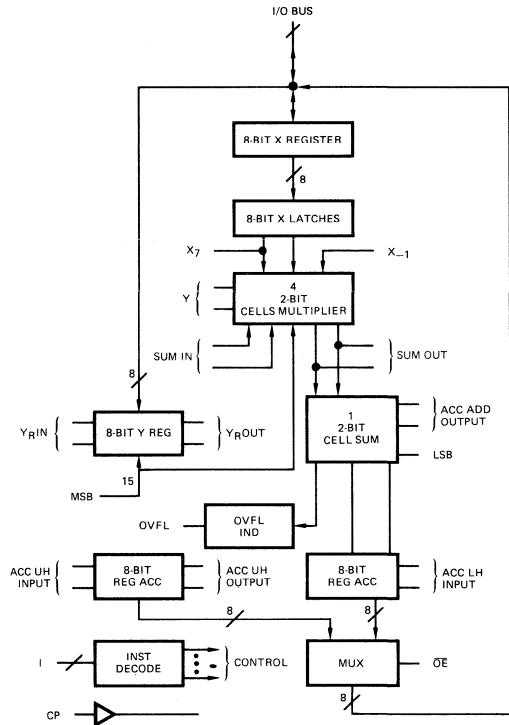 I/O BUS
8-BIT X REGISTER
8
8-BIT X LATCHES
X7
X–1
4
2-BIT
CELLS MULTIPLIER
Y
SUM IN
SUM OUT
8
YRIN
8-BIT Y REG
YROUT
1
2-BIT
CELL SUM
ACC ADD
OUTPUT
LSB
15
MSB
OVFL
OVFL
IND
ACC UH
INPUT
8-BIT
REG ACC
ACC UH
OUTPUT
8-BIT
REG ACC
ACC LH
INPUT
8
8
I
INST
DECODE
CONTROL
MUX
OE
8
CP